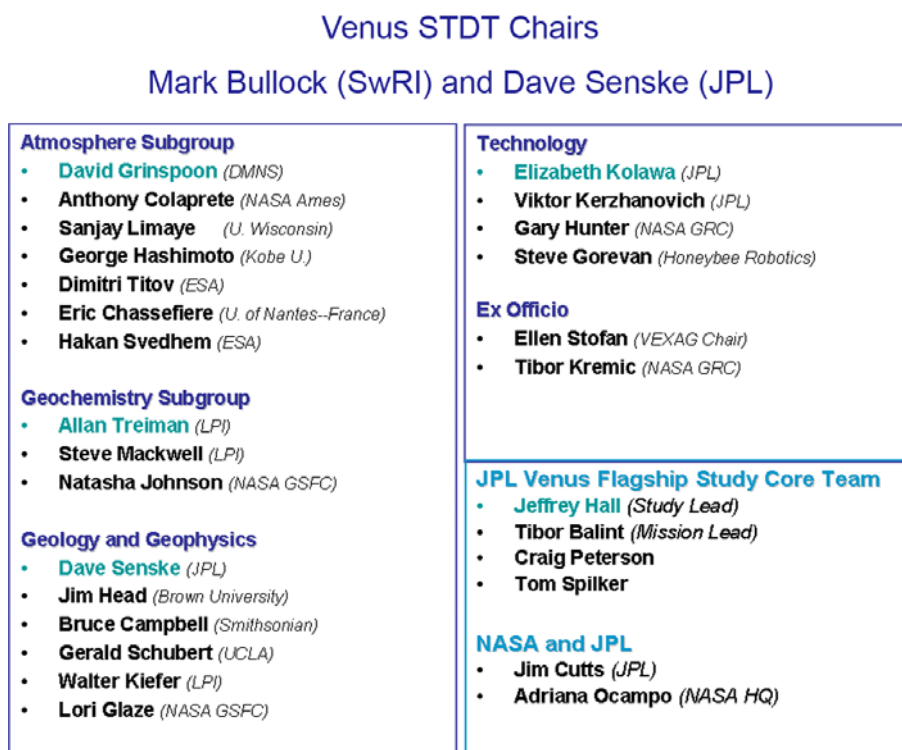 Venus STDT Chairs
Mark Bullock (SwRI) and Dave Senske (JPL)
Atmosphere Subgroup
• David Grinspoon (DMNS)
• Anthony Colaprete (NASA Ames)
• Sanjay Limaye (U. Wisconsin)
• George Hashimoto (Kobe U.)
• Dimitri Titov (ESA)
• Eric Chassefiere (U. of Nantes--France)
• Hakan Svedhem (ESA)
Geochemistry Subgroup
• Allan Treiman (LPI)
• Steve Mackwell (LPI)
• Natasha Johnson (NASA GSFC)
Geology and Geophysics
• Dave Senske (JPL)
• Jim Head (Brown University)
• Bruce Campbell (Smithsonian)
• Gerald Schubert (UCLA)
• Walter Kiefer (LPI)
• Lori Glaze (NASA GSFC)
Technology
• Elizabeth Kolawa (JPL)
• Viktor Kerzhanovich (JPL)
• Gary Hunter (NASA GRC)
• Steve Gorevan (Honeybee Robotics)
Ex Officio
• Ellen Stofan (VEXAG Chair)
• Tibor Kremic (NASA GRC)
JPL Venus Flagship Study Core Team
• Jeffrey Hall (Study Lead)
• Tibor Balint (Mission Lead)
• Craig Peterson
• Tom Spilker
NASA and JPL
• Jim Cutts (JPL)
• Adriana Ocampo (NASA HQ)